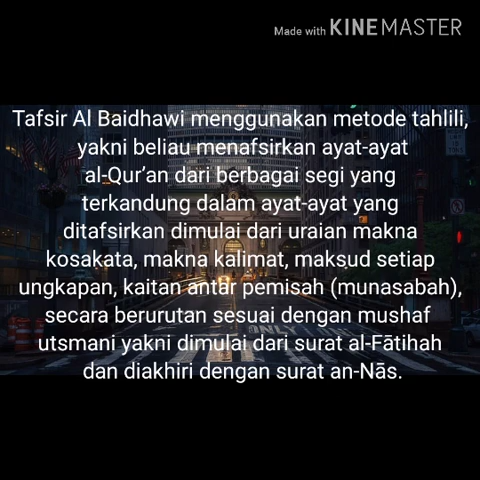 Made with KINEMASTER
Tafsir Al Baidhawi menggunakan metode tahlili,
yakni beliau menafsirkan ayat-ayat
al-Qur’an dari berbagai segi yang
terkandung dalam ayat-ayat yang
ditafsirkan dimulai dari uraian makna
kosakata, makna kalimat, maksud setiap
ungkapan, kaitan antar pemisah (munasabah),
secara berurutan sesuai dengan mushaf
utsmani yakni dimulai dari surat al-Fātihah
dan diakhiri dengan surat an-Nās.
ONLY